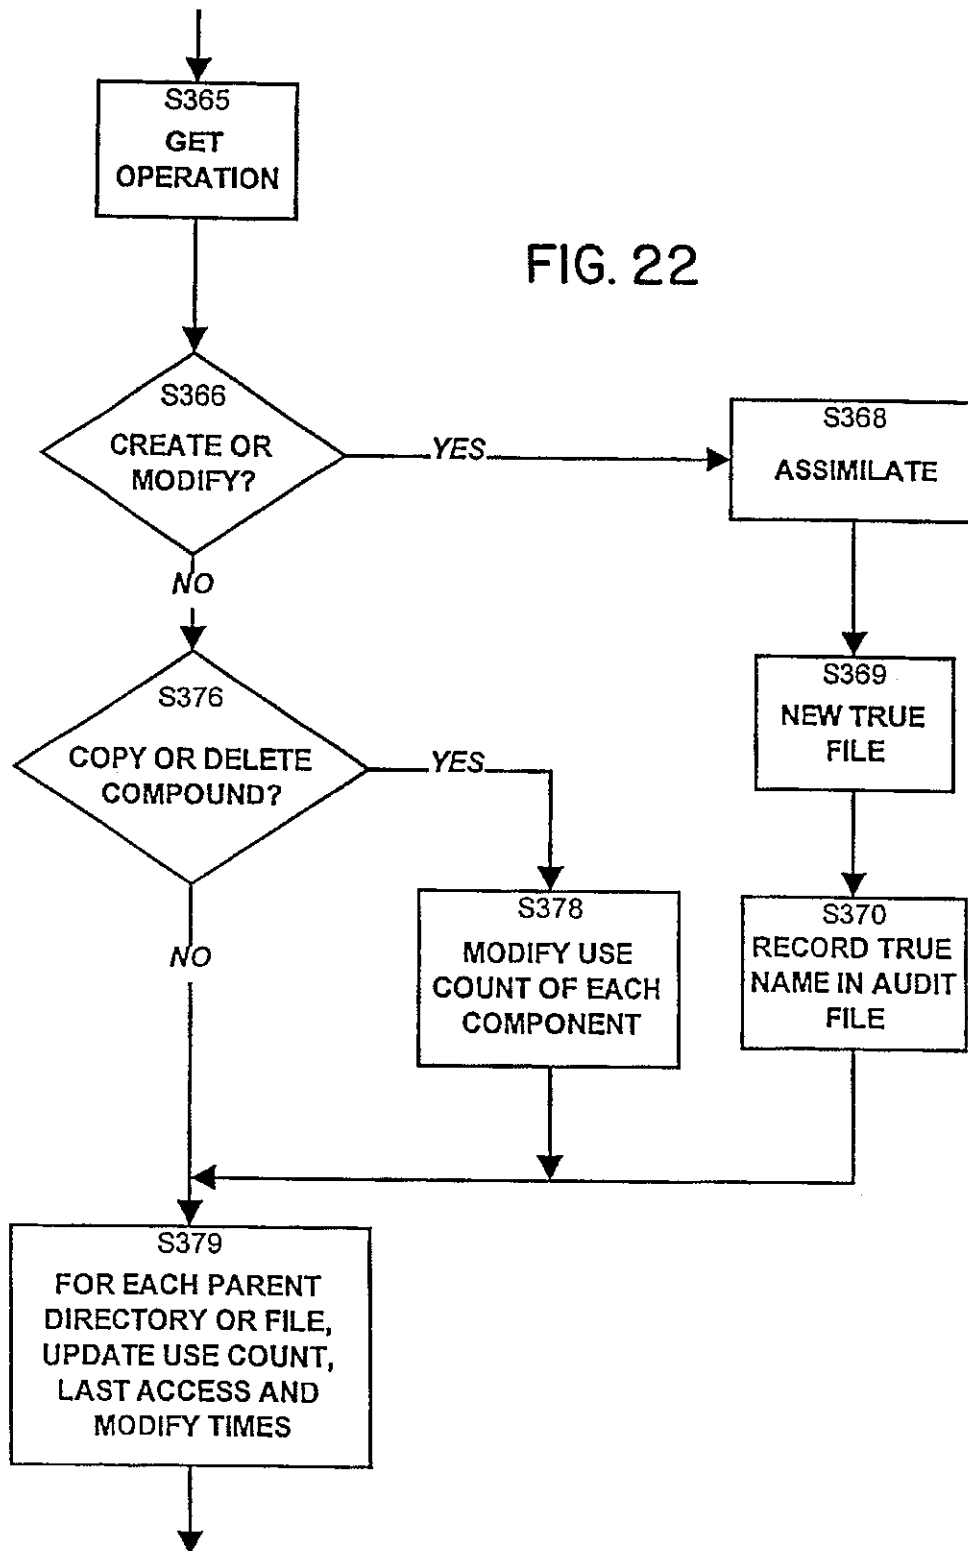 S365
GET
OPERATION
FIG. 22
S366
CREATE OR
MODIFY?
YES
S368
ASSIMILATE
NO
S369
NEW TRUE
FILE
S376
COPY OR DELETE
COMPOUND?
YES
S378
MODIFY USE
COUNT OF EACH
COMPONENT
S370
RECORD TRUE
NAME IN AUDIT
FILE
NO
S379
FOR EACH PARENT
DIRECTORY OR FILE,
UPDATE USE COUNT,
LAST ACCESS AND
MODIFY TIMES